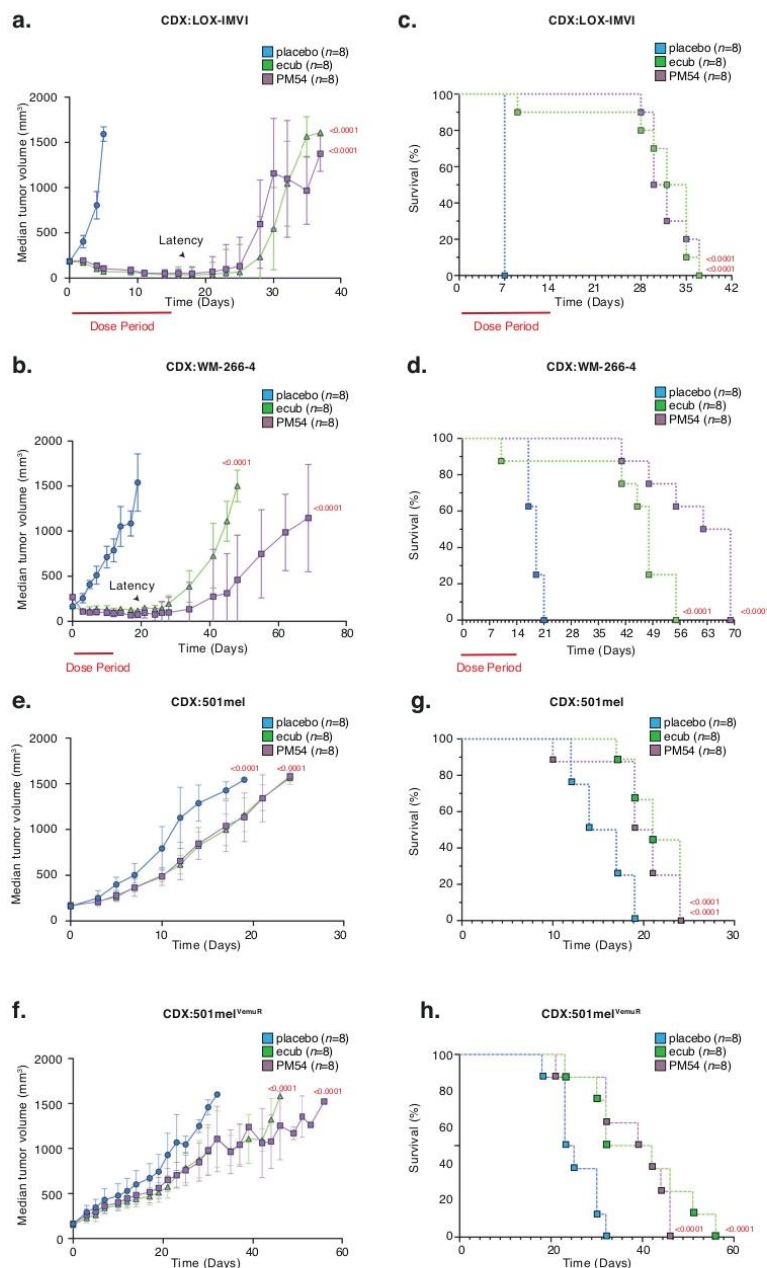 a.
CDX:LOX-IMVI
placebo (n=8)
ecub (n=8)
PM54 (n=8)
Median tumor volume (mm³)
2000
1500
1000
500
0
<0.0001
<0.0001
Latency
0 10 20 30 40
Time (Days)
Dose Period
c.
CDX:LOX-IMVI
placebo (n=8)
ecub (n=8)
PM54 (n=8)
Survival (%)
100
80
60
40
20
0
<0.0001
<0.0001
0 7 14 21 28 35 42
Time (Days)
Dose Period
b.
CDX:WM-266-4
placebo (n=8)
ecub (n=8)
PM54 (n=8)
Median tumor volume (mm³)
2000
1500
1000
500
0
<0.0001
<0.0001
Latency
0 20 40 60 80
Time (Days)
Dose Period
d.
CDX:WM-266-4
placebo (n=8)
ecub (n=8)
PM54 (n=8)
Survival (%)
100
80
60
40
20
0
<0.0001
<0.0001
0 7 14 21 28 35 42 49 56 63 70
Time (Days)
Dose Period
e.
CDX:501mel
placebo (n=8)
ecub (n=8)
PM54 (n=8)
Median tumor volume (mm³)
2000
1500
1000
500
0
<0.0001 <0.0001
0 10 20 30
Time (Days)
g.
CDX:501mel
placebo (n=8)
ecub (n=8)
PM54 (n=8)
Survival (%)
100
80
60
40
20
0
<0.0001
<0.0001
0 10 20 30
Time (Days)
f.
CDX:501melVemuR
placebo (n=8)
ecub (n=8)
PM54 (n=8)
Median tumor volume (mm³)
2000
1500
1000
500
0
<0.0001 <0.0001
0 20 40 60
Time (Days)
h.
CDX:501melVemuR
placebo (n=8)
ecub (n=8)
PM54 (n=8)
Survival (%)
100
80
60
40
20
0
<0.0001 <0.0001
0 20 40 60
Time (Days)